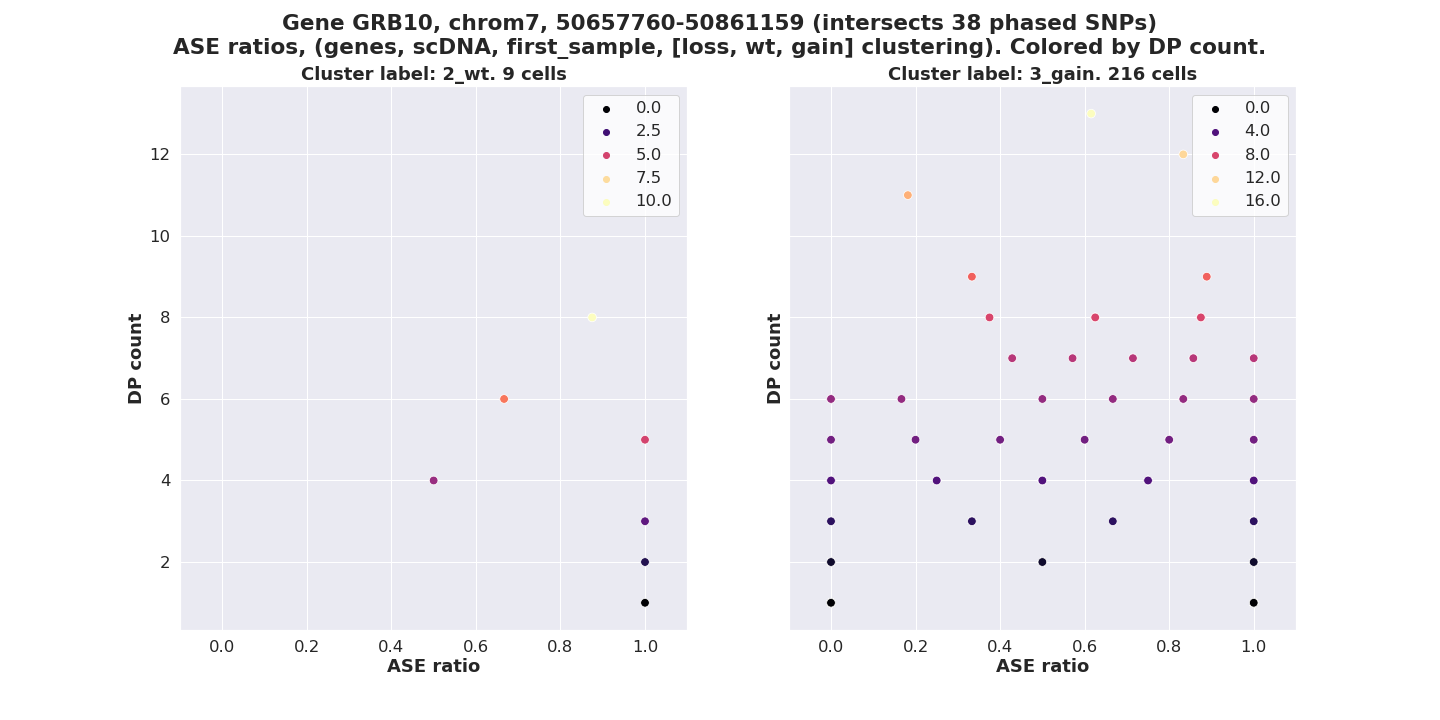 Gene GRB10, chrom7, 50657760-50861159 (intersects 38 phased SNPs)
ASE ratios, (genes, scDNA, first_sample, [loss, wt, gain] clustering). Colored by DP count.
Cluster label: 2_wt. 9 cells
0.0
2.5
5.0
7.5
10.0
12
10
8
6
4
2
DP count
0.0 0.2 0.4 0.6 0.8 1.0
ASE ratio
Cluster label: 3_gain. 216 cells
0.0
4.0
8.0
12.0
16.0
DP count
0.0 0.2 0.4 0.6 0.8 1.0
ASE ratio